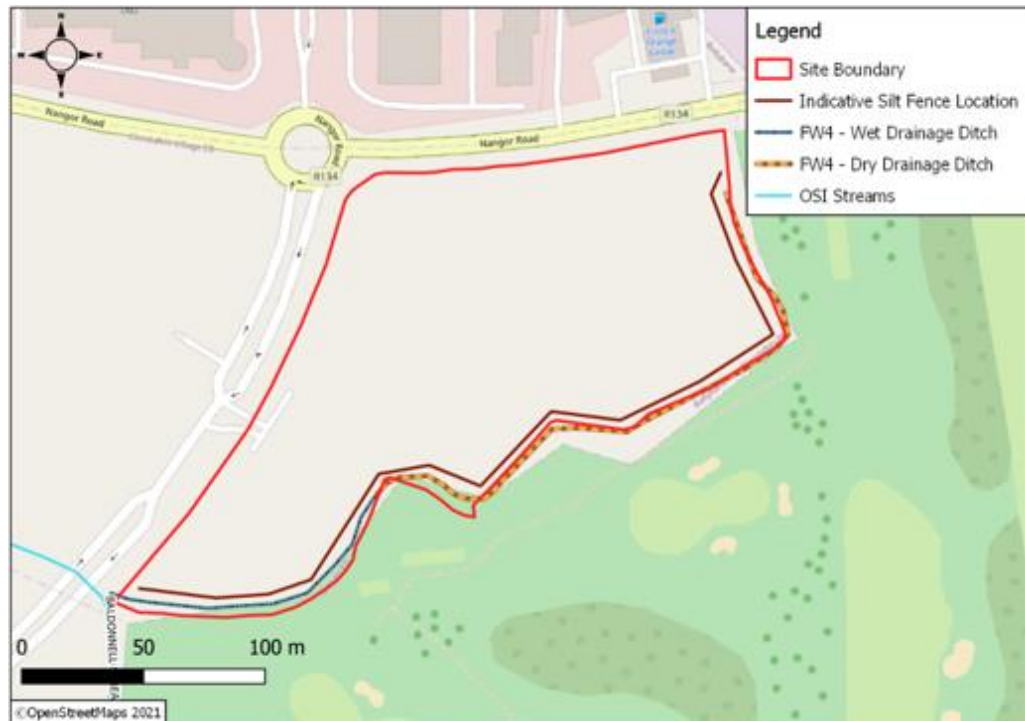 Legend
Site Boundary
Indicative Silt Fence Location
FW4 - Wet Drainage Ditch
FW4 - Dry Drainage Ditch
OSI Streams
N
W
E
S
Nangor Road
Nangor Road
Nangor Road
R134
R134
0 50 100 m
©OpenStreetMaps 2021